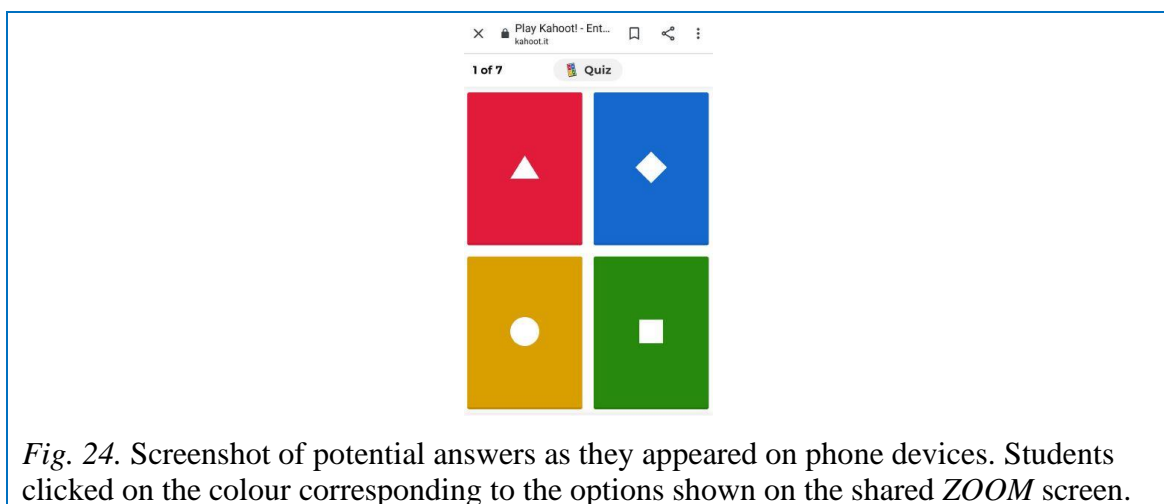 Play Kahoot! - Ent...
kahoot.it
1 of 7 Quiz
Fig. 24. Screenshot of potential answers as they appeared on phone devices. Students
clicked on the colour corresponding to the options shown on the shared ZOOM screen.